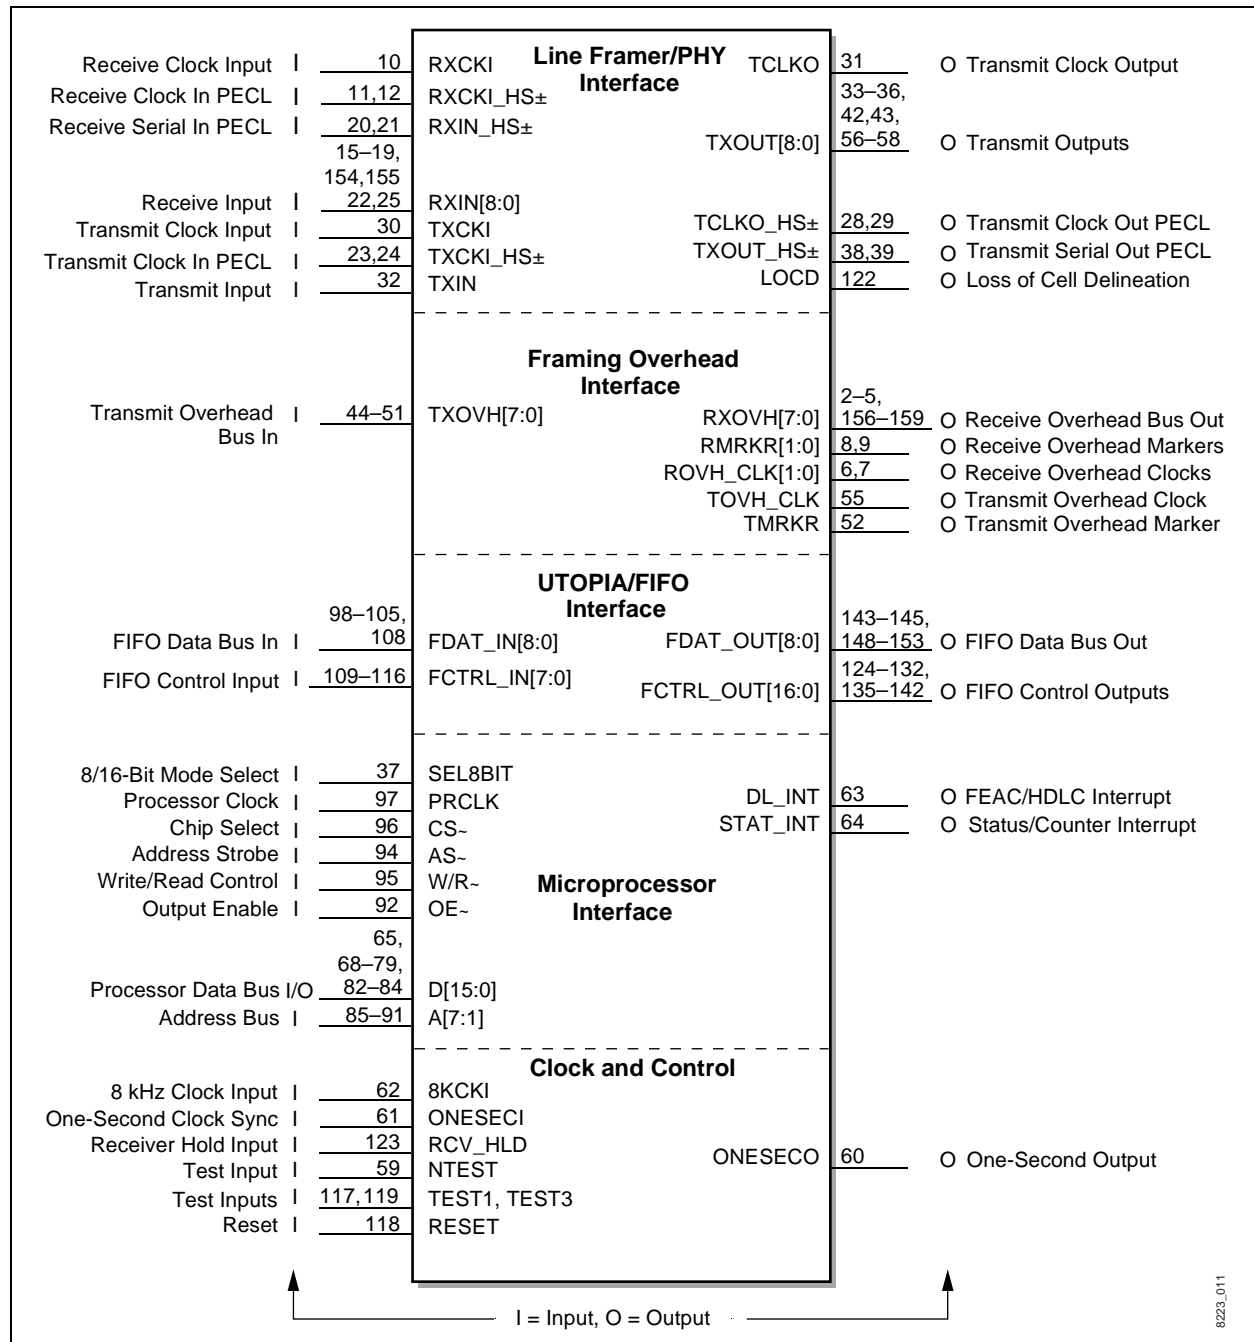 Line Framer/PHY
Interface
Receive Clock Input I 10 RXCKI
Receive Clock In PECL I 11,12 RXCKI_HS±
Receive Serial In PECL I 20,21 RXIN_HS±
15–19,
154,155
Receive Input I 22,25 RXIN[8:0]
Transmit Clock Input I 30 TXCKI
Transmit Clock In PECL I 23,24 TXCKI_HS±
Transmit Input I 32 TXIN
TCLKO 31 O Transmit Clock Output
33–36,
42,43,
TXOUT[8:0] 56–58 O Transmit Outputs
TCLKO_HS± 28,29 O Transmit Clock Out PECL
TXOUT_HS± 38,39 O Transmit Serial Out PECL
LOCD 122 O Loss of Cell Delineation
Framing Overhead
Interface
Transmit Overhead I 44–51 TXOVH[7:0]
Bus In
2–5,
RXOVH[7:0] 156–159 O Receive Overhead Bus Out
RMRKR[1:0] 8,9 O Receive Overhead Markers
ROVH_CLK[1:0] 6,7 O Receive Overhead Clocks
TOVH_CLK 55 O Transmit Overhead Clock
TMRKR 52 O Transmit Overhead Marker
UTOPIA/FIFO
Interface
98–105,
FIFO Data Bus In I 108 FDAT_IN[8:0]
FIFO Control Input I 109–116 FCTRL_IN[7:0]
143–145,
FDAT_OUT[8:0] 148–153 O FIFO Data Bus Out
124–132,
FCTRL_OUT[16:0] 135–142 O FIFO Control Outputs
8/16-Bit Mode Select I 37 SEL8BIT
Processor Clock I 97 PRCLK
Chip Select I 96 CS~
Address Strobe I 94 AS~
Write/Read Control I 95 W/R~
Output Enable I 92 OE~
65,
68–79,
Processor Data Bus I/O 82–84 D[15:0]
Address Bus I 85–91 A[7:1]
DL_INT 63 O FEAC/HDLC Interrupt
STAT_INT 64 O Status/Counter Interrupt
Microprocessor
Interface
Clock and Control
8 kHz Clock Input I 62 8KCKI
One-Second Clock Sync I 61 ONESECI
Receiver Hold Input I 123 RCV_HLD
Test Input I 59 NTEST
Test Inputs I 117,119 TEST1, TEST3
Reset I 118 RESET
ONESECO 60 O One-Second Output
I = Input, O = Output
8223_011